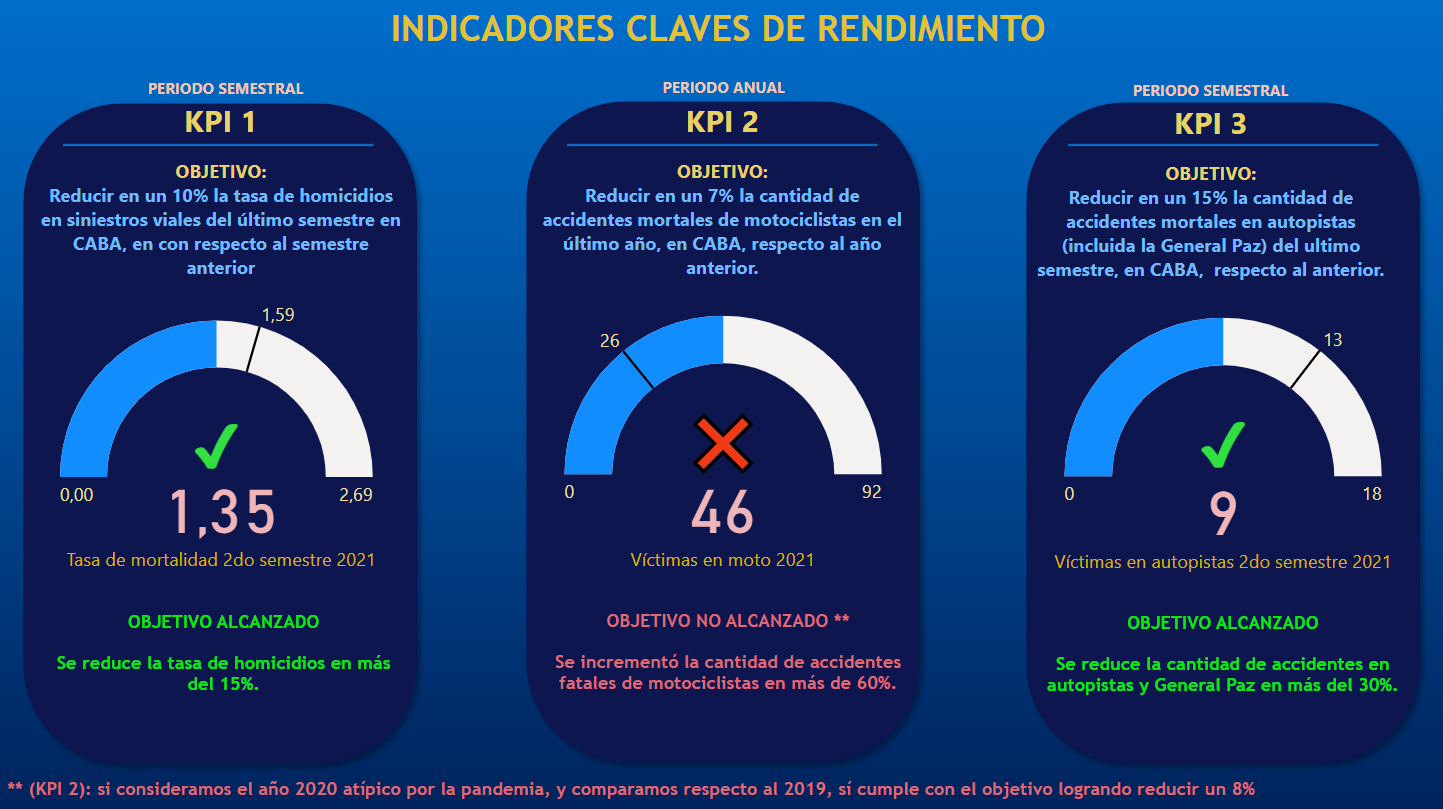 INDICADORES CLAVES DE RENDIMIENTO
PERIODO SEMESTRAL
KPI 1
OBJETIVO:
Reducir en un 10% la tasa de homicidios
en siniestros viales del último semestre en
CABA, en con respecto al semestre
anterior
1,59
0,00
2,69
1,35
Tasa de mortalidad 2do semestre 2021
OBJETIVO ALCANZADO
Se reduce la tasa de homicidios en más
del 15%.
PERIODO ANUAL
KPI 2
OBJETIVO:
Reducir en un 7% la cantidad de
accidentes mortales de motociclistas en el
último año, en CABA, respecto al año
anterior.
26
0
92
46
Víctimas en moto 2021
OBJETIVO NO ALCANZADO **
Se incrementó la cantidad de accidentes
fatales de motociclistas en más de 60%.
PERIODO SEMESTRAL
KPI 3
OBJETIVO:
Reducir en un 15% la cantidad de
accidentes mortales en autopistas
(incluida la General Paz) del ultimo
semestre, en CABA,  respecto al anterior.
13
0
18
9
Víctimas en autopistas 2do semestre 2021
OBJETIVO ALCANZADO
Se reduce la cantidad de accidentes en
autopistas y General Paz en más del 30%.
** (KPI 2): si consideramos el año 2020 atípico por la pandemia, y comparamos respecto al 2019, sí cumple con el objetivo logrando reducir un 8%